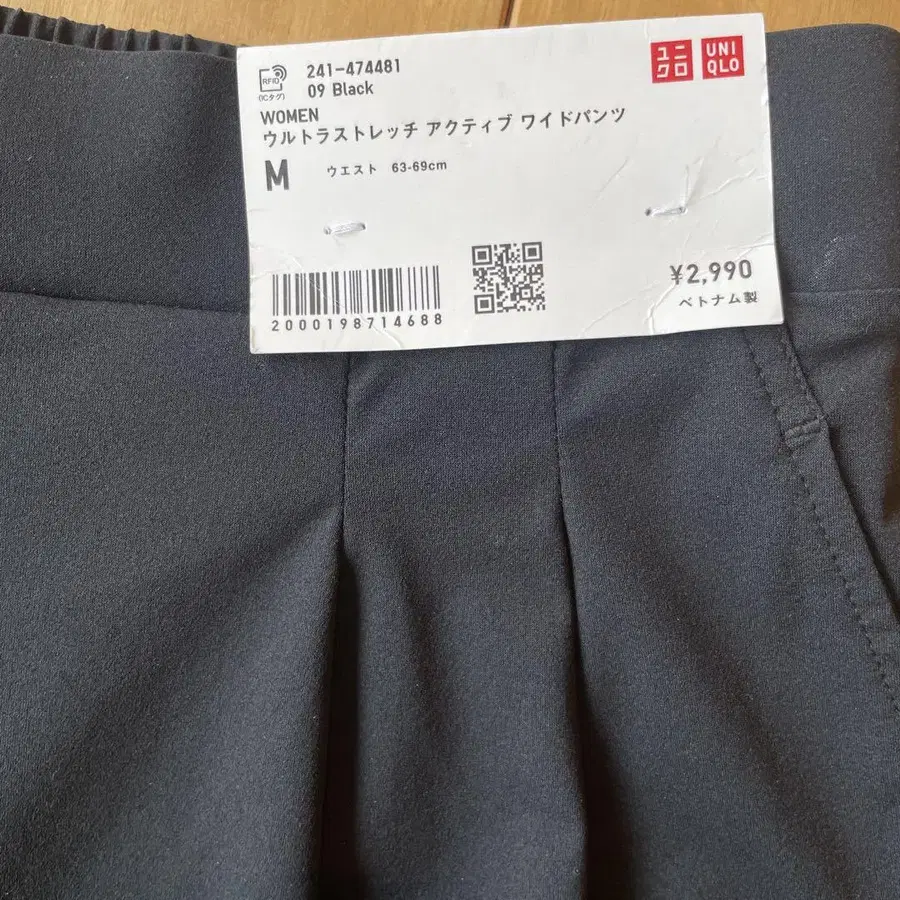 ユニ
クロ
UNI
QLO
RFID
(ICタグ)
241-474481
09 Black
WOMEN
ウルトラストレッチ アクティブ ワイドパンツ
M ウエスト 63-69cm
2000198714688
¥2,990
ベトナム製